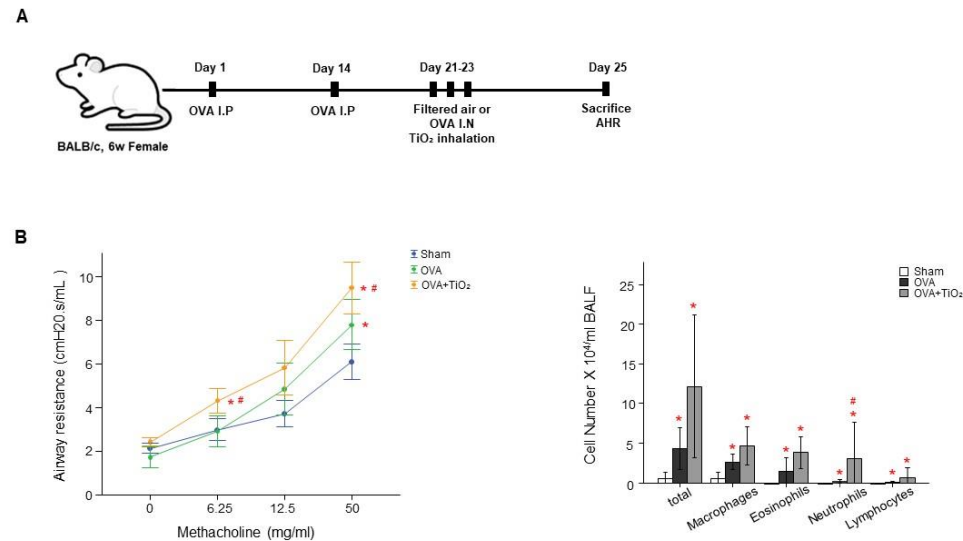 A
Day 1
Day 14
Day 21-23
Day 25
OVA I.P
OVA I.P
Filtered air or
OVA I.N
TiO₂ inhalation
Sacrifice
AHR
BALB/c, 6w Female
B
Airway resistance (cmH20.s/mL)
10
8
6
4
2
0
0
6.25
12.5
50
Methacholine (mg/ml)
Sham
OVA
OVA+TiO₂
* #
* #
*
Cell Number X 10⁴/ml BALF
25
20
15
10
5
0
Sham
OVA
OVA+TiO₂
*
*
*
*
*
*
*
#
*
*
*
total
Macrophages
Eosinophils
Neutrophils
Lymphocytes